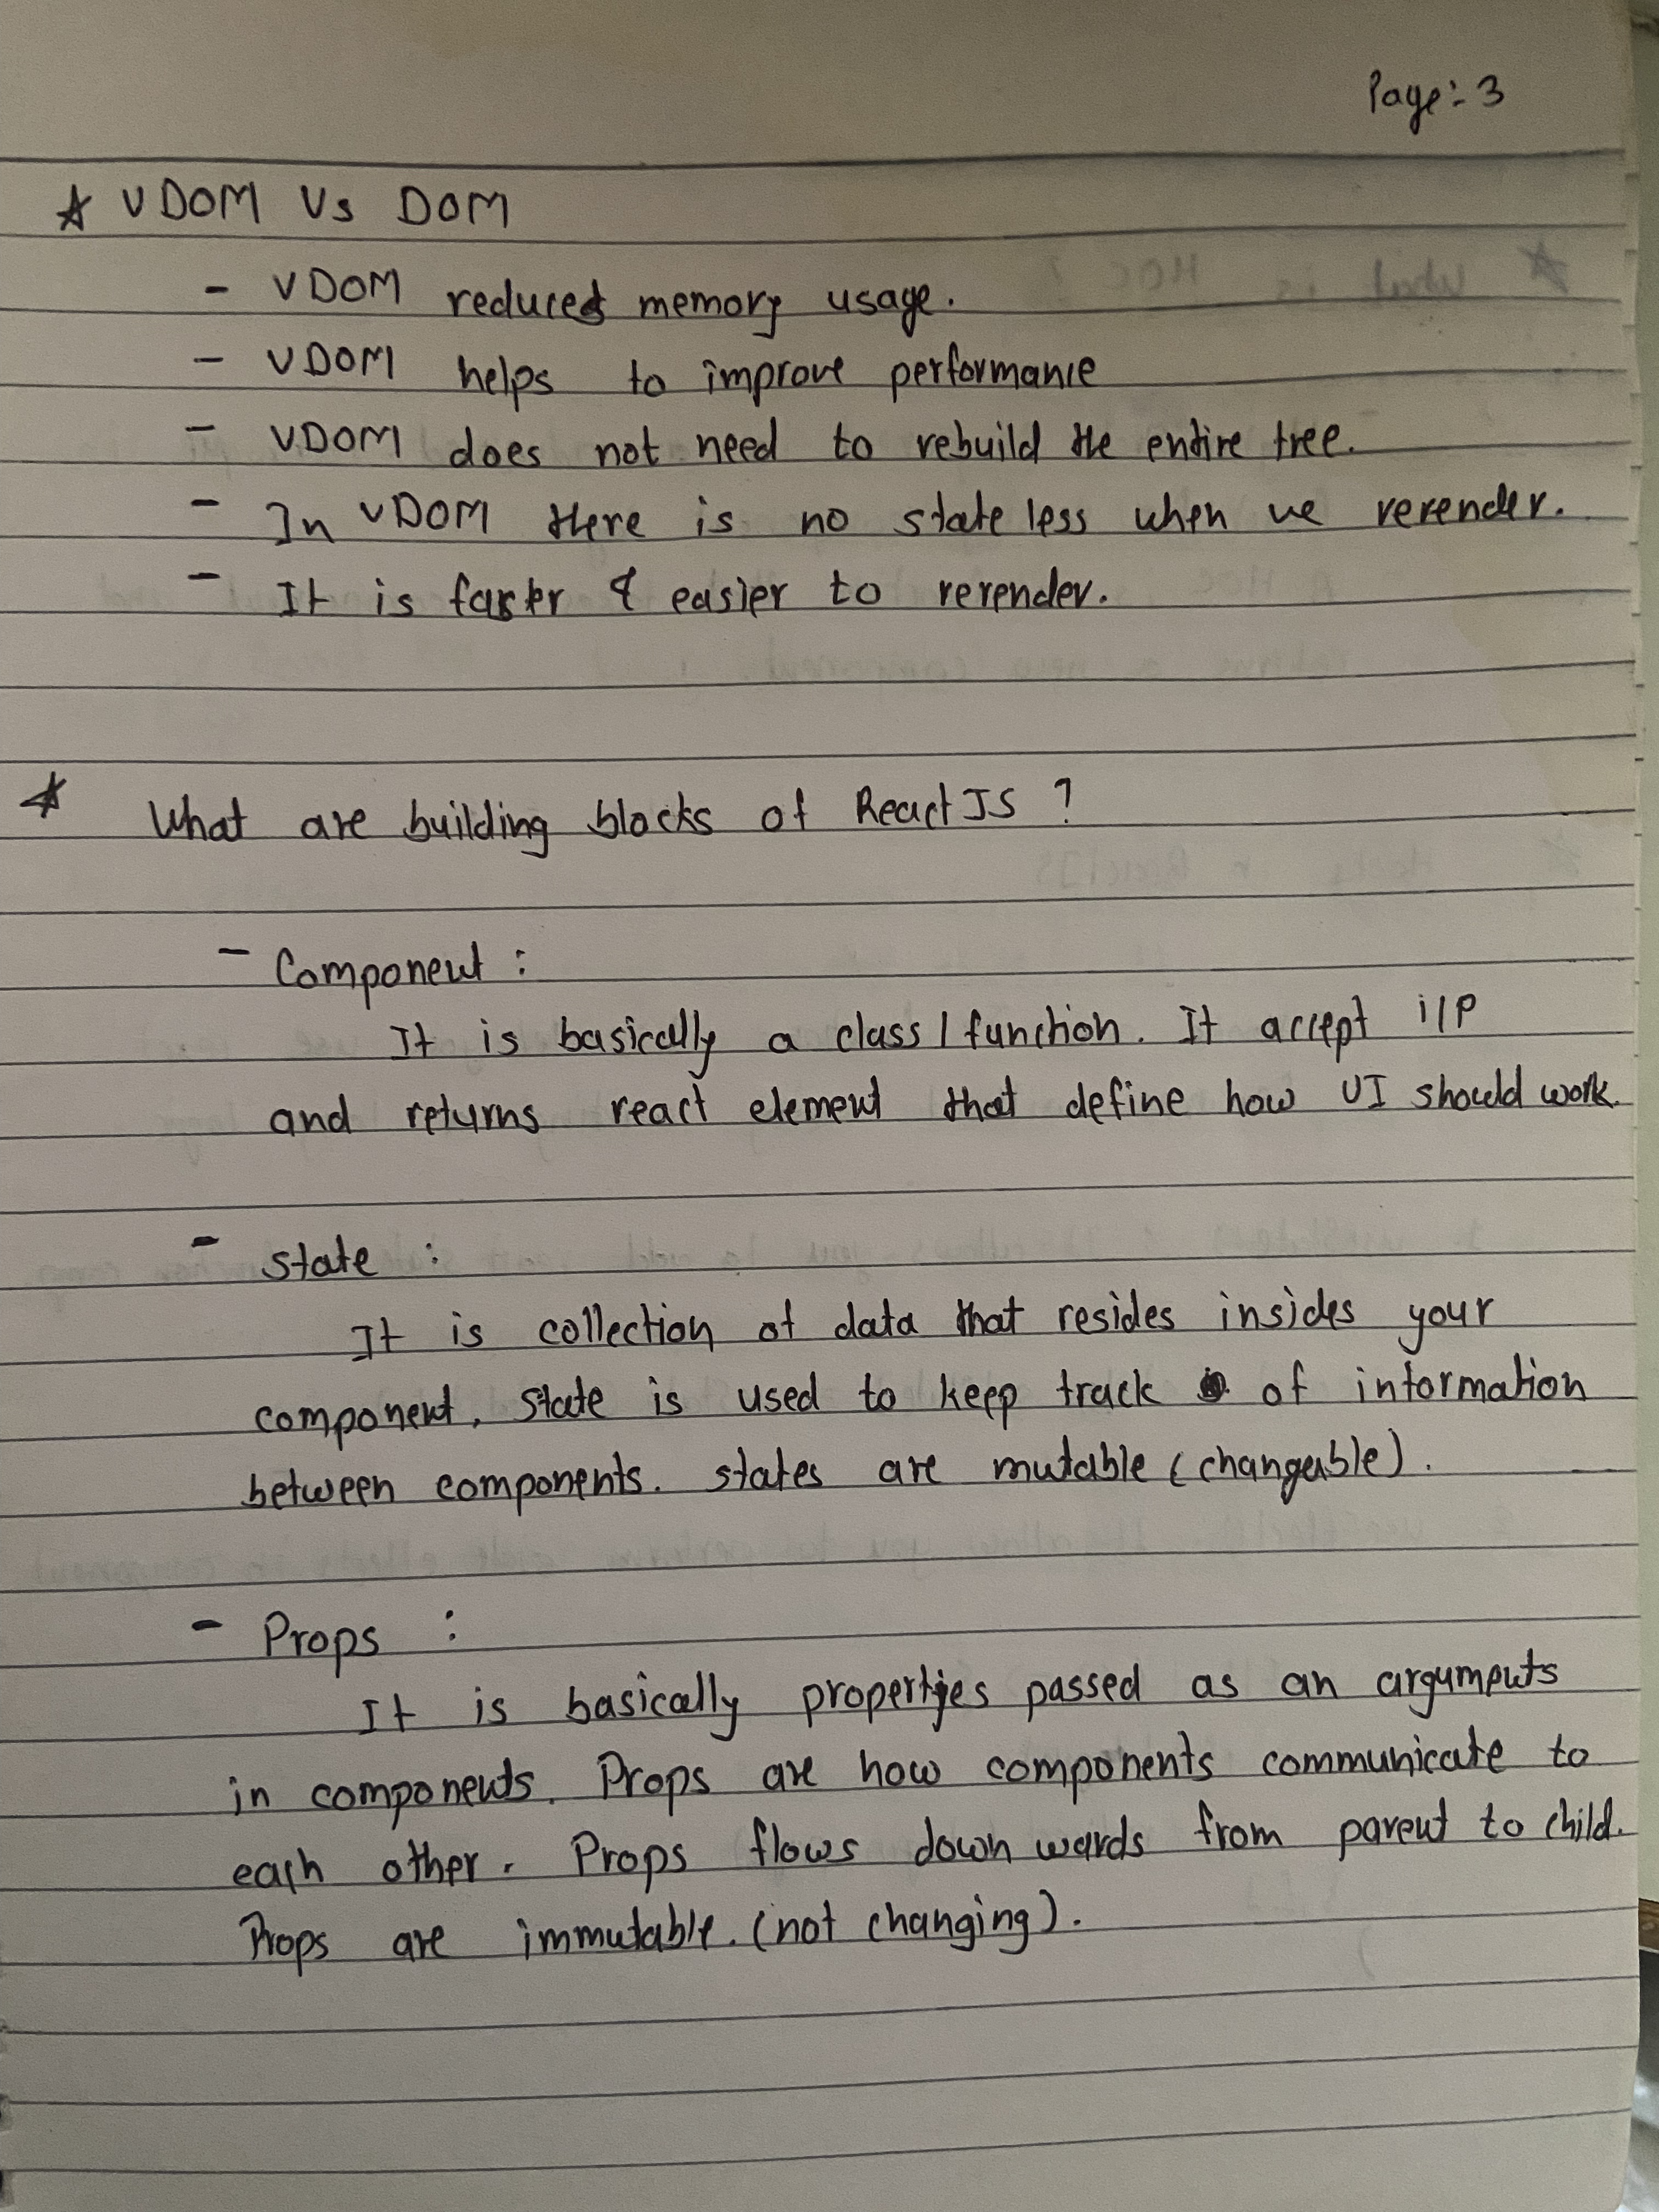 Page:- 3
☆ VDOM Vs DOM
- VDOM reduces memory usage.
- VDOM helps to improve performance
- VDOM does not need to rebuild the entire tree.
- In VDOM there is no state less when we rerender.
- It is faster & easier to rerender.
☆ What are building blocks of ReactJS ?
- Component :
It is basically a class/function. It accept i/p
and returns react element that define how UI should work.
- state :
It is collection of data that resides insides your
component. State is used to keep track of information
between components. states are mutable (changeable).
- Props :
It is basically properties passed as an arguments
in components. Props are how components communicate to
each other. Props flows down wards from parent to child.
Props are immutable. (not changing).